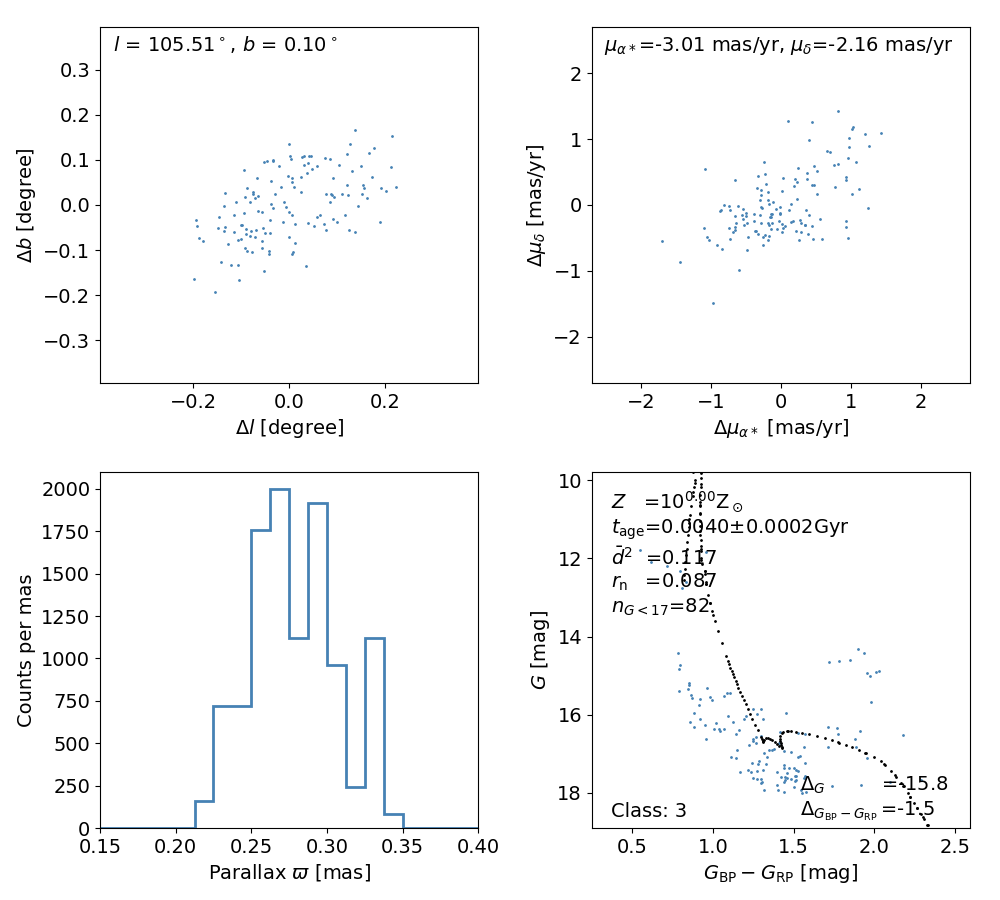 l = 105.51°, b = 0.10°
0.3
0.2
0.1
0.0
−0.1
−0.2
−0.3
Δb [degree]
−0.2 0.0 0.2
Δl [degree]
μα*=-3.01 mas/yr, μδ=-2.16 mas/yr
2
1
0
−1
−2
Δμδ [mas/yr]
−2 −1 0 1 2
Δμα* [mas/yr]
2000
1750
1500
1250
1000
750
500
250
0
Counts per mas
0.15 0.20 0.25 0.30 0.35 0.40
Parallax ϖ [mas]
10
12
14
16
18
G [mag]
Z =10^0.00 Z⊙
t_age=0.0040±0.0002Gyr
d̄² =0.117
r_n =0.087
n_G<17=82
Δ_G =-15.8
Class: 3 Δ_GBP−GRP =-1.5
0.5 1.0 1.5 2.0 2.5
G_BP − G_RP [mag]